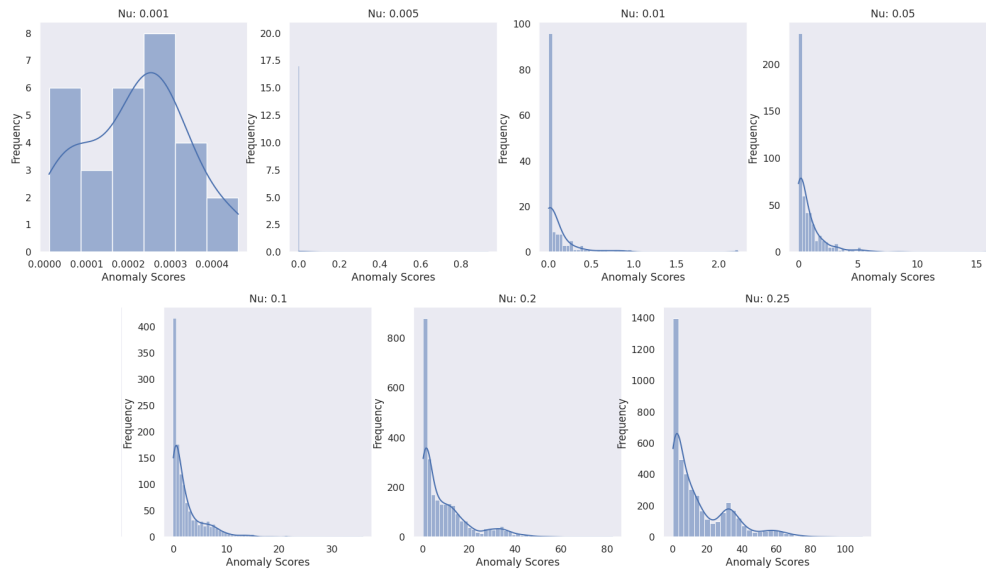 Nu: 0.001
Frequency
8
7
6
5
4
3
2
1
0
0.0000 0.0001 0.0002 0.0003 0.0004
Anomaly Scores
Nu: 0.005
Frequency
20.0
17.5
15.0
12.5
10.0
7.5
5.0
2.5
0.0
0.0 0.2 0.4 0.6 0.8
Anomaly Scores
Nu: 0.01
Frequency
100
80
60
40
20
0
0.0 0.5 1.0 1.5 2.0
Anomaly Scores
Nu: 0.05
Frequency
200
150
100
50
0
0 5 10 15
Anomaly Scores
Nu: 0.1
Frequency
400
350
300
250
200
150
100
50
0
0 10 20 30
Anomaly Scores
Nu: 0.2
Frequency
800
600
400
200
0
0 20 40 60 80
Anomaly Scores
Nu: 0.25
Frequency
1400
1200
1000
800
600
400
200
0
0 20 40 60 80 100
Anomaly Scores